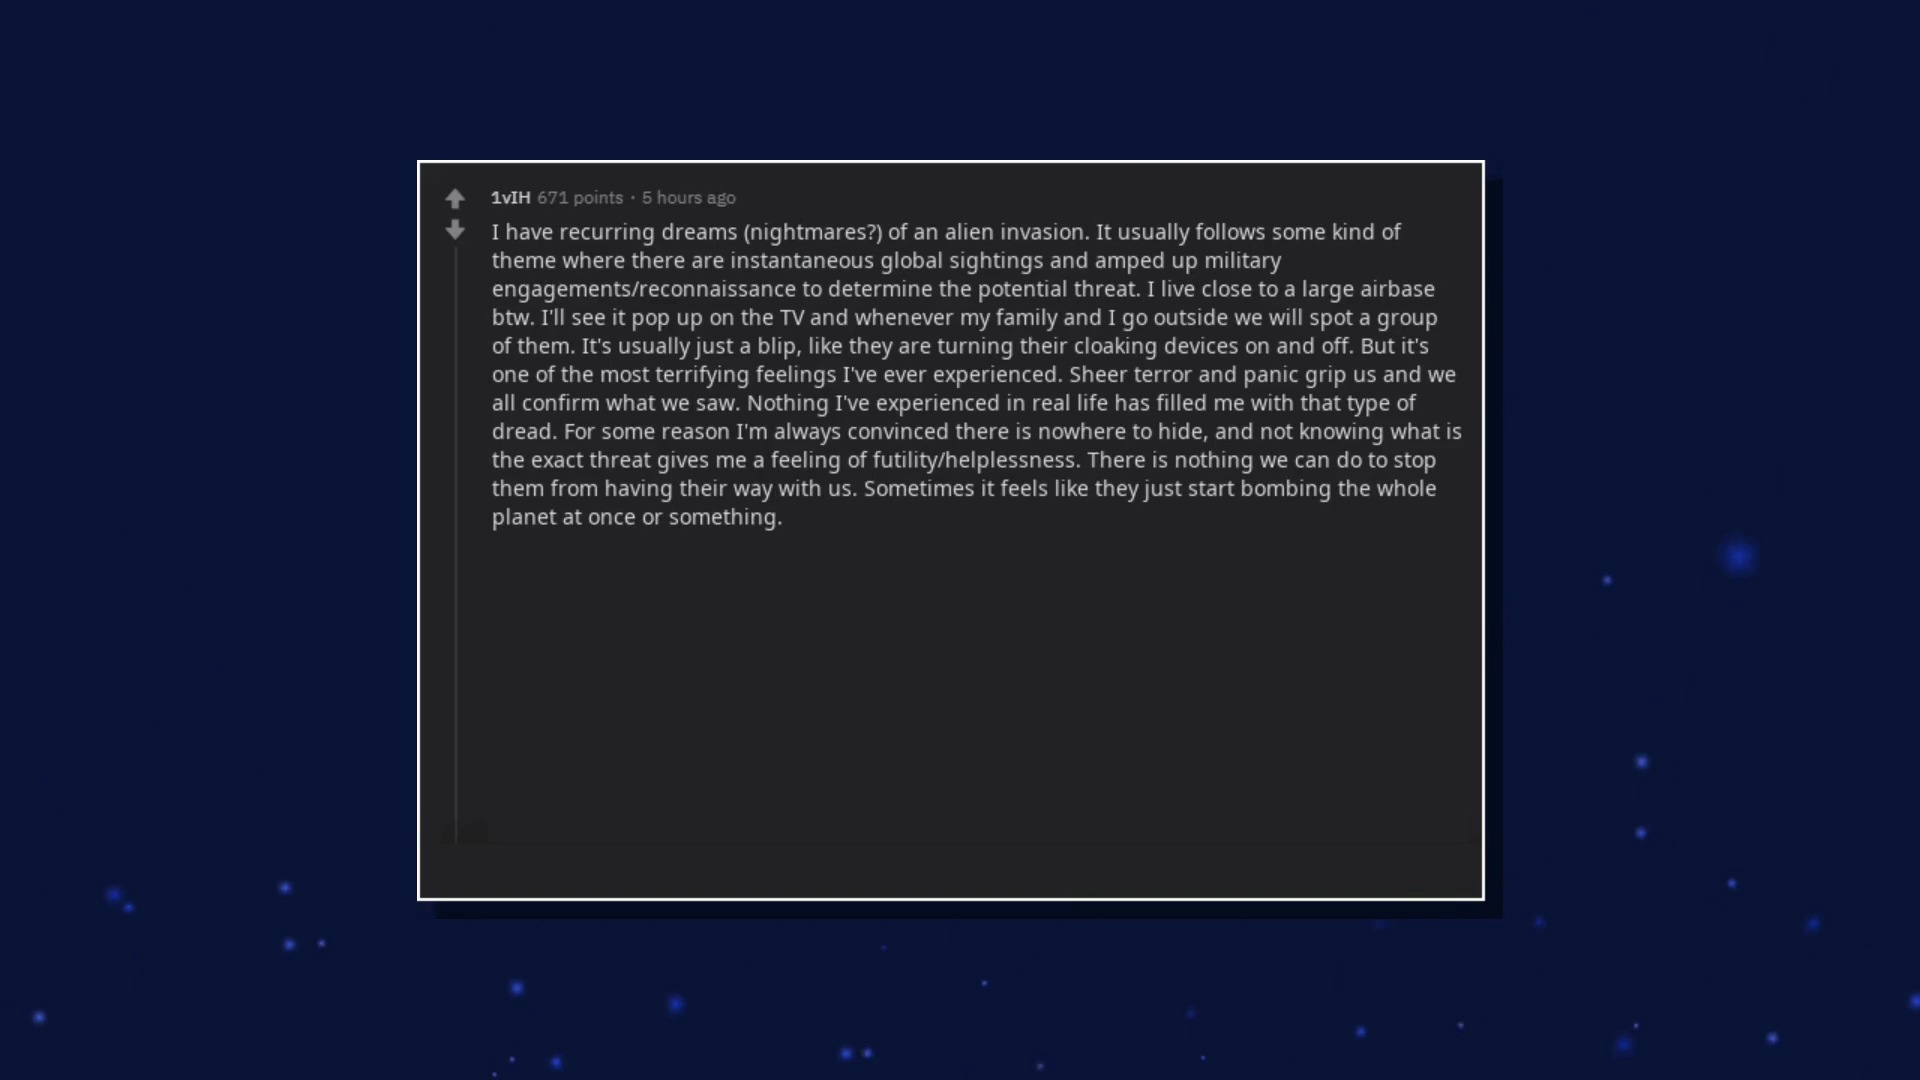 1vIH 671 points · 5 hours ago
I have recurring dreams (nightmares?) of an alien invasion. It usually follows some kind of
theme where there are instantaneous global sightings and amped up military
engagements/reconnaissance to determine the potential threat. I live close to a large airbase
btw. I'll see it pop up on the TV and whenever my family and I go outside we will spot a group
of them. It's usually just a blip, like they are turning their cloaking devices on and off. But it's
one of the most terrifying feelings I've ever experienced. Sheer terror and panic grip us and we
all confirm what we saw. Nothing I've experienced in real life has filled me with that type of
dread. For some reason I'm always convinced there is nowhere to hide, and not knowing what is
the exact threat gives me a feeling of futility/helplessness. There is nothing we can do to stop
them from having their way with us. Sometimes it feels like they just start bombing the whole
planet at once or something.